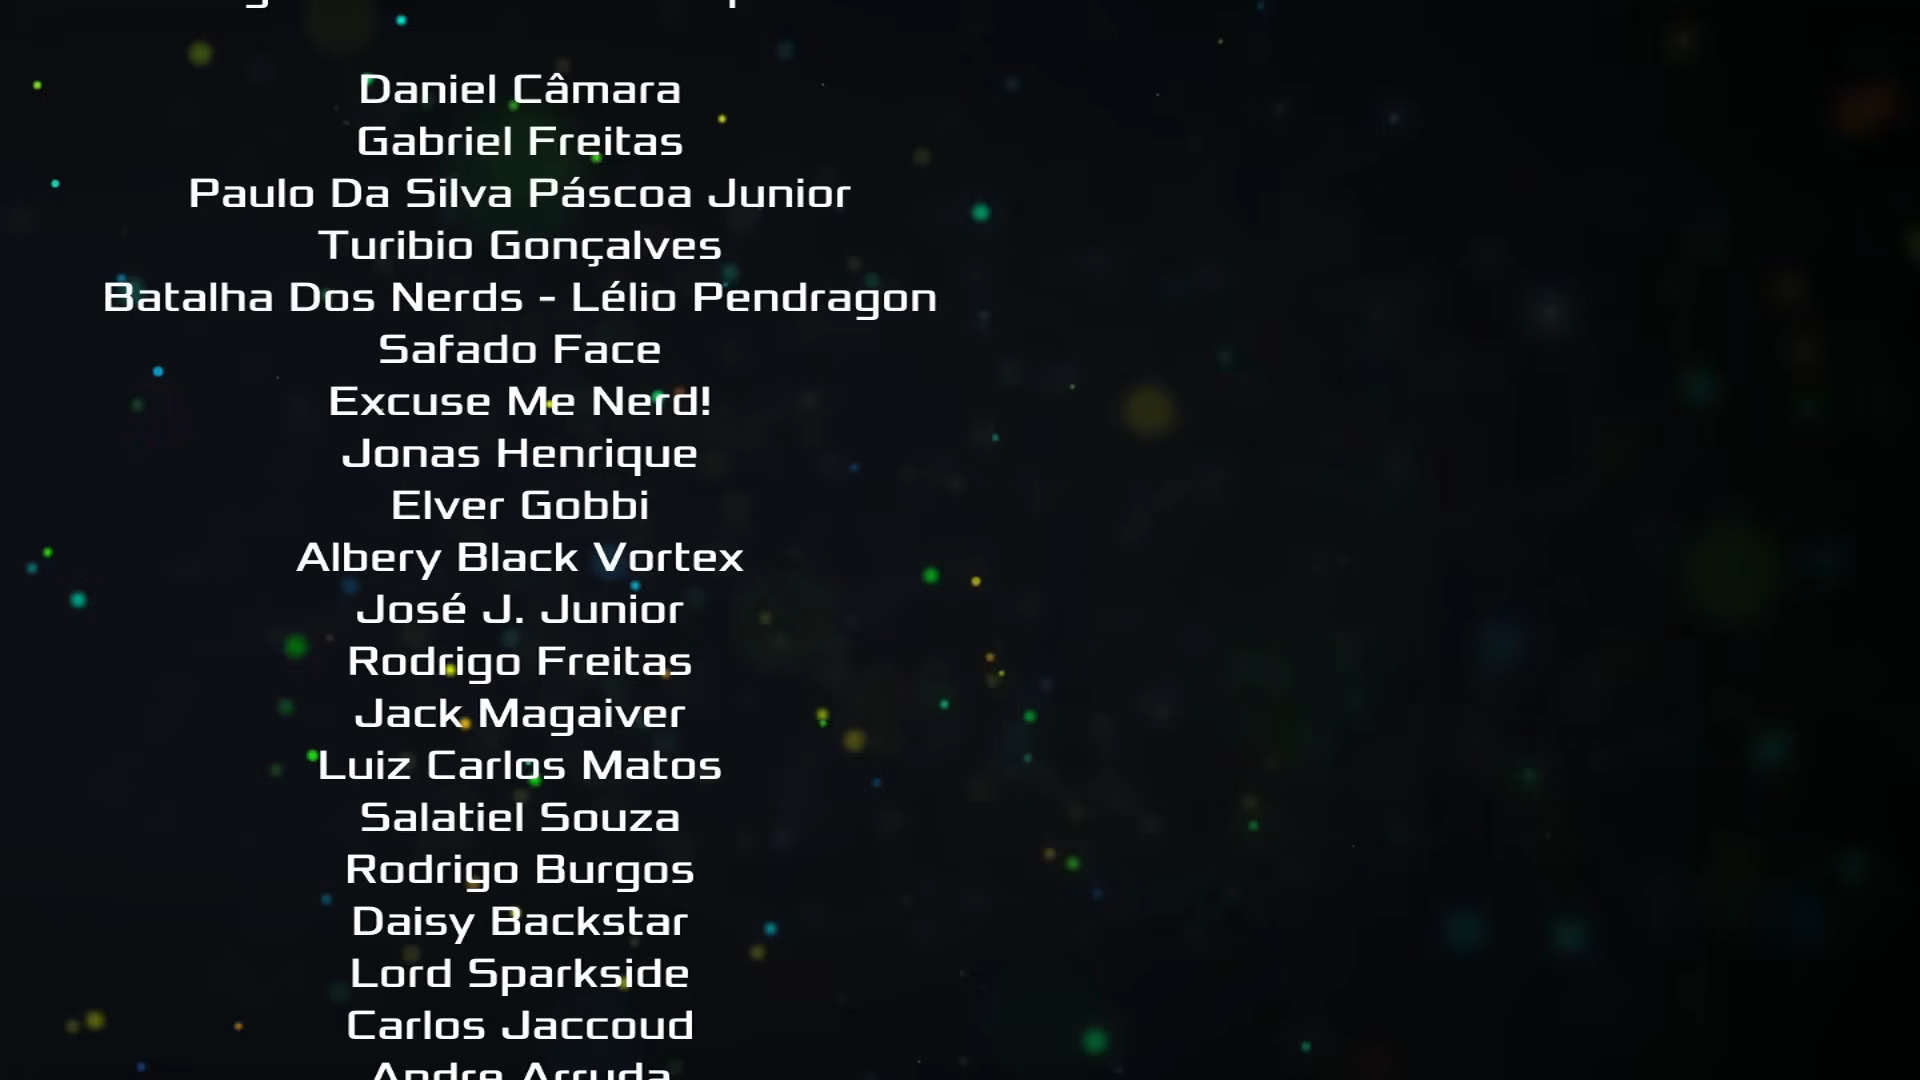 Daniel Câmara
Gabriel Freitas
Paulo Da Silva Páscoa Junior
Turibio Gonçalves
Batalha Dos Nerds - Lélio Pendragon
Safado Face
Excuse Me Nerd!
Jonas Henrique
Elver Gobbi
Albery Black Vortex
José J. Junior
Rodrigo Freitas
Jack Magaiver
Luiz Carlos Matos
Salatiel Souza
Rodrigo Burgos
Daisy Backstar
Lord Sparkside
Carlos Jaccoud
Andre Arruda